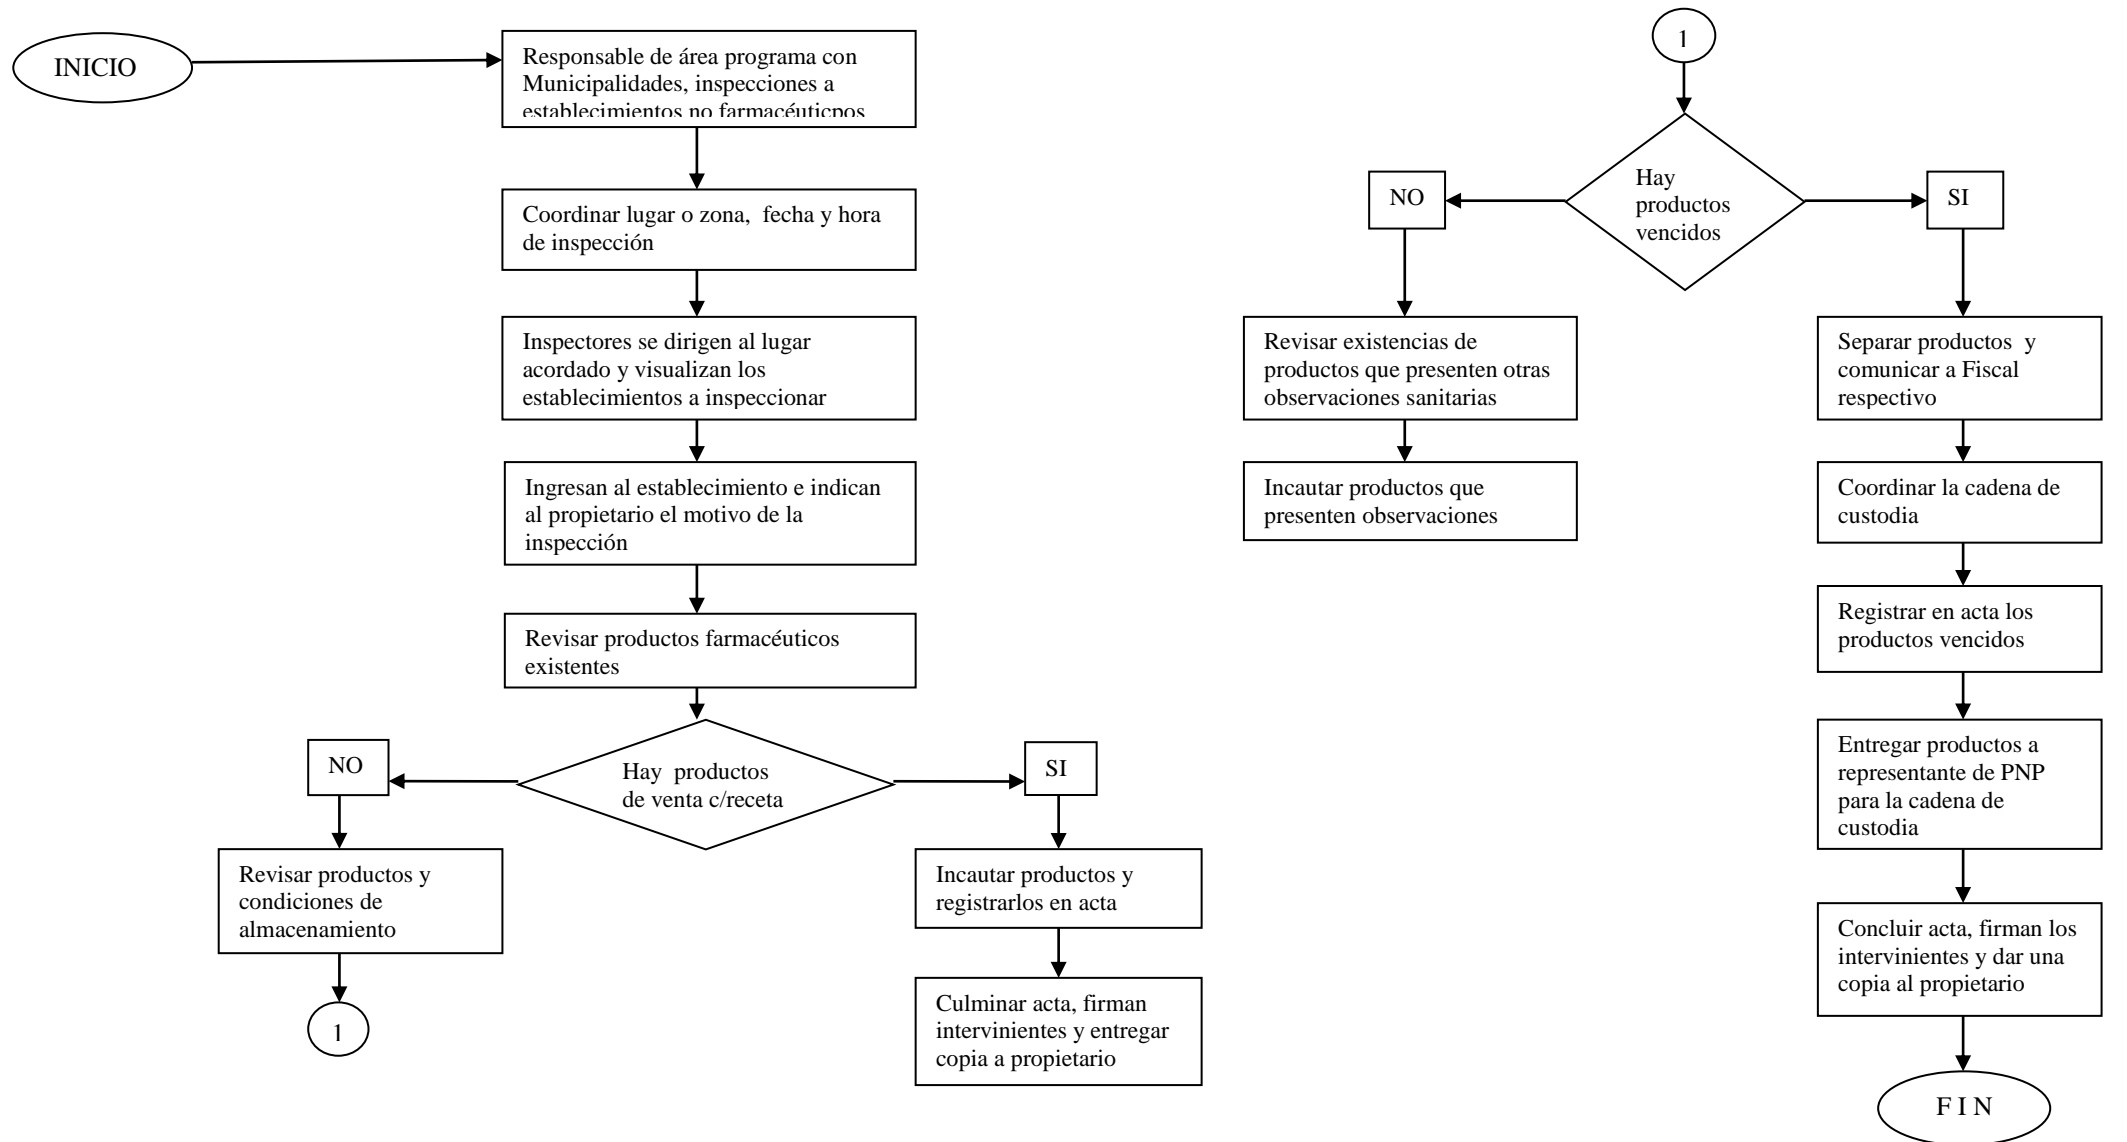 INICIO
Responsable de área programa con
Municipalidades, inspecciones a
establecimientos no farmacéuticpos
Coordinar lugar o zona, fecha y hora
de inspección
Inspectores se dirigen al lugar
acordado y visualizan los
establecimientos a inspeccionar
Ingresan al establecimiento e indican
al propietario el motivo de la
inspección
Revisar productos farmacéuticos
existentes
Hay productos
de venta c/receta
NO
Revisar productos y
condiciones de
almacenamiento
1
SI
Incautar productos y
registrarlos en acta
Culminar acta, firman
intervinientes y entregar
copia a propietario
1
Hay
productos
vencidos
NO
Revisar existencias de
productos que presenten otras
observaciones sanitarias
Incautar productos que
presenten observaciones
SI
Separar productos y
comunicar a Fiscal
respectivo
Coordinar la cadena de
custodia
Registrar en acta los
productos vencidos
Entregar productos a
representante de PNP
para la cadena de
custodia
Concluir acta, firman los
intervinientes y dar una
copia al propietario
F I N